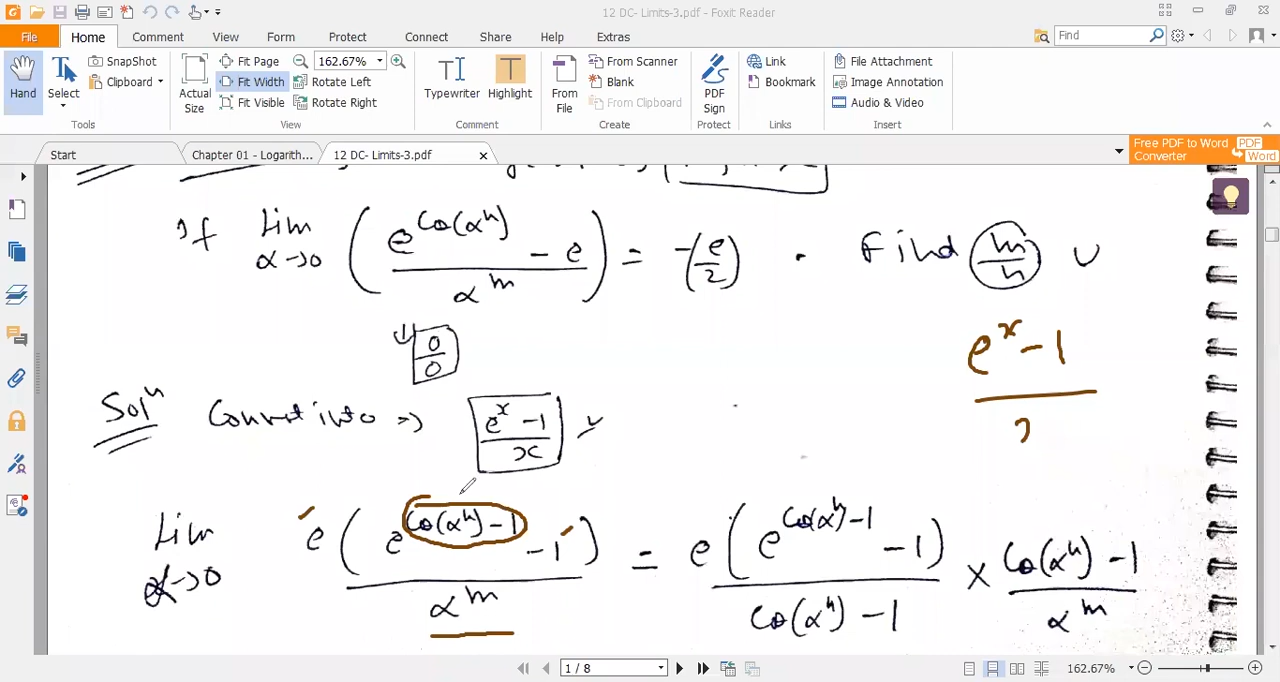 12 DC- Limits-3.pdf - Foxit Reader
File Home Comment View Form Protect Connect Share Help Extras Find
Hand Select SnapShot Clipboard Actual Size Fit Page Fit Width Fit Visible 162.67% Rotate Left Rotate Right Typewriter Highlight From File From Scanner Blank From Clipboard PDF Sign Link Bookmark File Attachment Image Annotation Audio & Video
Tools View Comment Create Protect Links Insert
Start Chapter 01 - Logarith... 12 DC- Limits-3.pdf Free PDF to Word Converter PDF Word
If Lim α→0 ( (e^{Cos(α^n)} - e) / α^m ) = -(e/2) . Find (m/n)
0/0
e^x - 1
Sol^n Convert into => (e^x - 1)/x
Lim α→0 e(e^{Cos(α^n)-1} - 1)/α^m = e(e^{Cos(α^n)-1} - 1)/(Cos(α^n) - 1) × (Cos(α^n) - 1)/α^m
1 / 8 162.67%